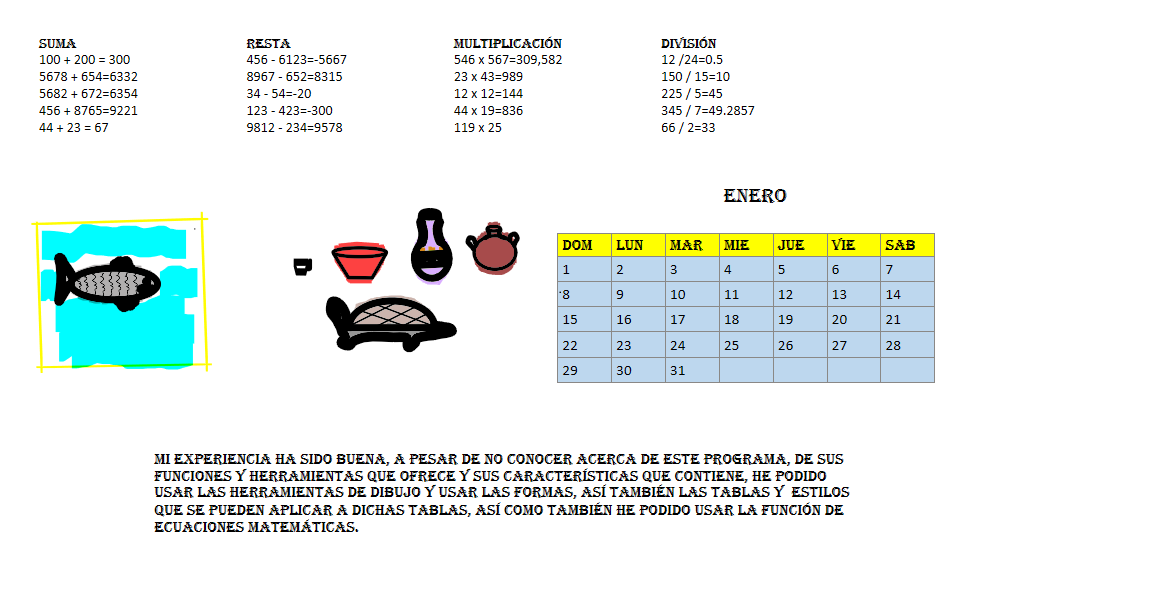 SUMA
100 + 200 = 300
5678 + 654=6332
5682 + 672=6354
456 + 8765=9221
44 + 23 = 67
RESTA
456 - 6123=-5667
8967 - 652=8315
34 - 54=-20
123 - 423=-300
9812 - 234=9578
MULTIPLICACIÓN
546 x 567=309,582
23 x 43=989
12 x 12=144
44 x 19=836
119 x 25
DIVISIÓN
12 /24=0.5
150 / 15=10
225 / 5=45
345 / 7=49.2857
66 / 2=33
ENERO
DOM LUN MAR MIE JUE VIE SAB
1 2 3 4 5 6 7
8 9 10 11 12 13 14
15 16 17 18 19 20 21
22 23 24 25 26 27 28
29 30 31
MI EXPERIENCIA HA SIDO BUENA, A PESAR DE NO CONOCER ACERCA DE ESTE PROGRAMA, DE SUS
FUNCIONES Y HERRAMIENTAS QUE OFRECE Y SUS CARACTERÍSTICAS QUE CONTIENE, HE PODIDO
USAR LAS HERRAMIENTAS DE DIBUJO Y USAR LAS FORMAS, ASÍ TAMBIÉN LAS TABLAS Y ESTILOS
QUE SE PUEDEN APLICAR A DICHAS TABLAS, ASÍ COMO TAMBIÉN HE PODIDO USAR LA FUNCIÓN DE
ECUACIONES MATEMÁTICAS.